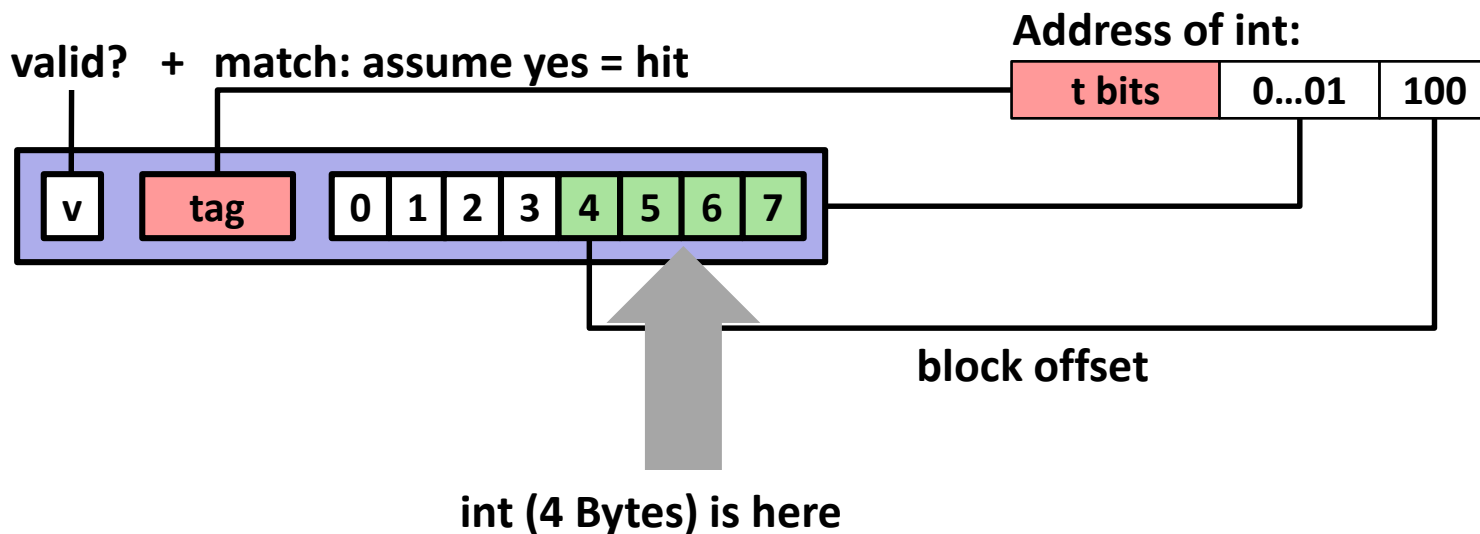 Address of int:
valid? + match: assume yes = hit
t bits 0...01 100
v tag 0 1 2 3 4 5 6 7
block offset
int (4 Bytes) is here